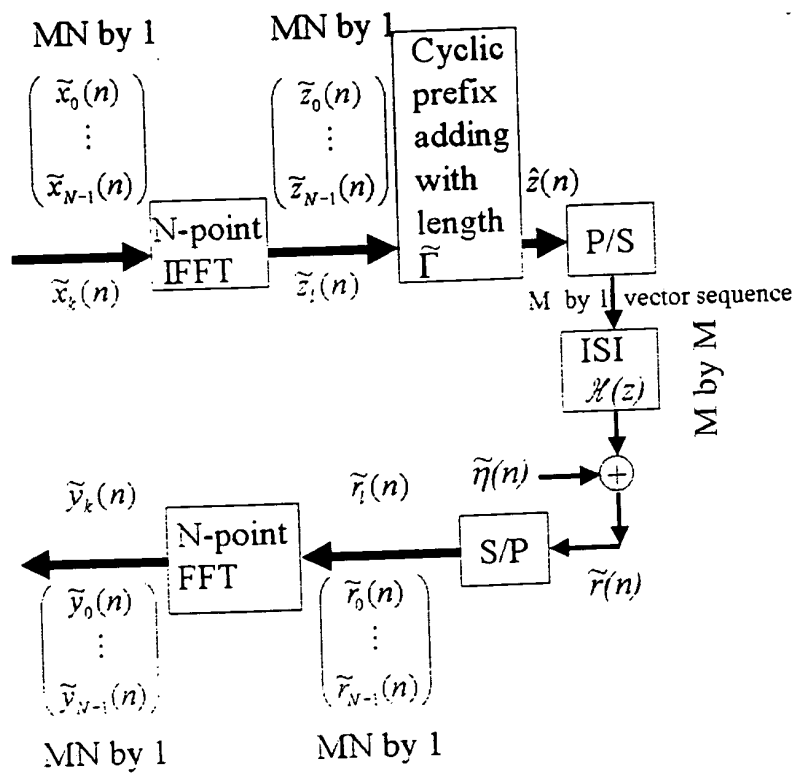 MN by 1
MN by 1
x̃₀(n)
⋮
x̃_{N-1}(n)
z̃₀(n)
⋮
z̃_{N-1}(n)
Cyclic
prefix
adding
with
length
Γ̃
ẑ(n)
N-point
IFFT
P/S
x̃ₖ(n)
z̃ₗ(n)
M by 1 vector sequence
ISI
ℋ(z)
M by M
η̃(n)
+
ỹₖ(n)
r̃ₗ(n)
N-point
FFT
S/P
r̃(n)
ỹ₀(n)
⋮
ỹ_{N-1}(n)
r̃₀(n)
⋮
r̃_{N-1}(n)
MN by 1
MN by 1